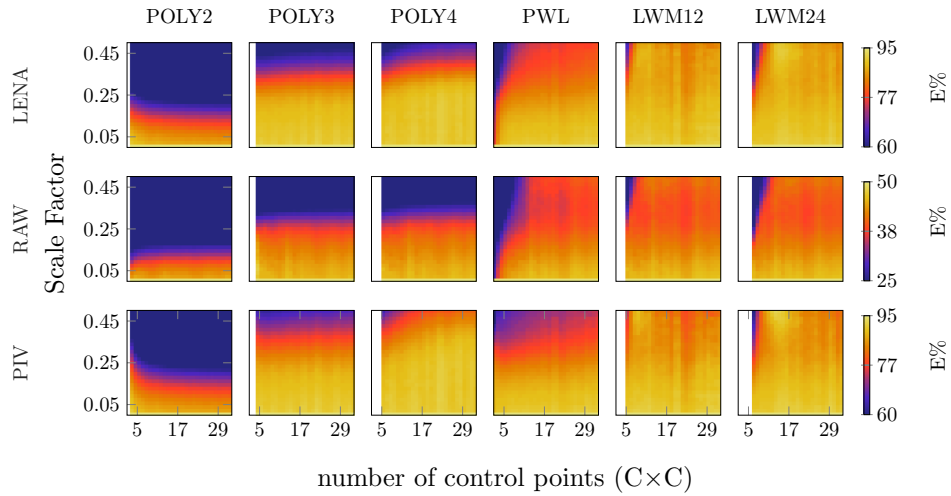 POLY2 POLY3 POLY4 PWL LWM12 LWM24
LENA
0.45
0.25
0.05
95
77
60
E%
Scale Factor
RAW
0.45
0.25
0.05
50
38
25
E%
PIV
0.45
0.25
0.05
95
77
60
E%
5 17 29 5 17 29 5 17 29 5 17 29 5 17 29 5 17 29
number of control points (C×C)